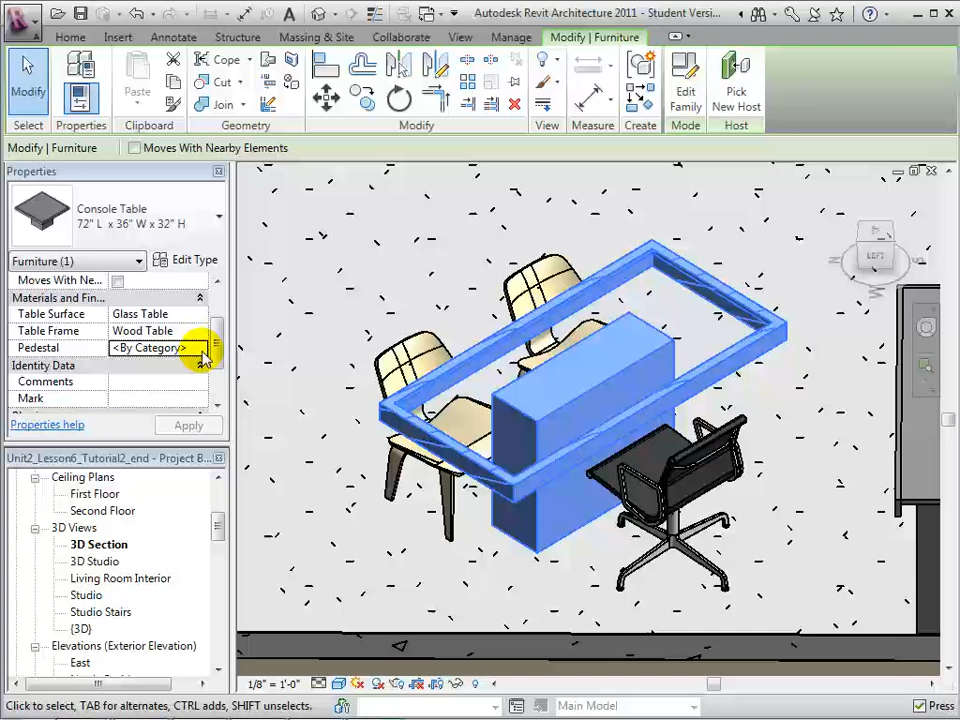 Autodesk Revit Architecture 2011 - Student Versi...
Home Insert Annotate Structure Massing & Site Collaborate View Manage Modify | Furniture
Modify
Paste
Cope
Cut
Join
Edit Family
Pick New Host
Select Properties Clipboard Geometry Modify View Measure Create Mode Host
Modify | Furniture Moves With Nearby Elements
Properties
Console Table
72" L x 36" W x 32" H
Furniture (1) Edit Type
Moves With Ne...
Materials and Fin...
Table Surface Glass Table
Table Frame Wood Table
Pedestal <By Category>
Identity Data
Comments
Mark
Properties help Apply
Unit2_Lesson6_Tutorial2_end - Project B...
Ceiling Plans
First Floor
Second Floor
3D Views
3D Section
3D Studio
Living Room Interior
Studio
Studio Stairs
{3D}
Elevations (Exterior Elevation)
East
LEFT
1/8" = 1'-0"
Click to select, TAB for alternates, CTRL adds, SHIFT unselects.
Main Model
Press